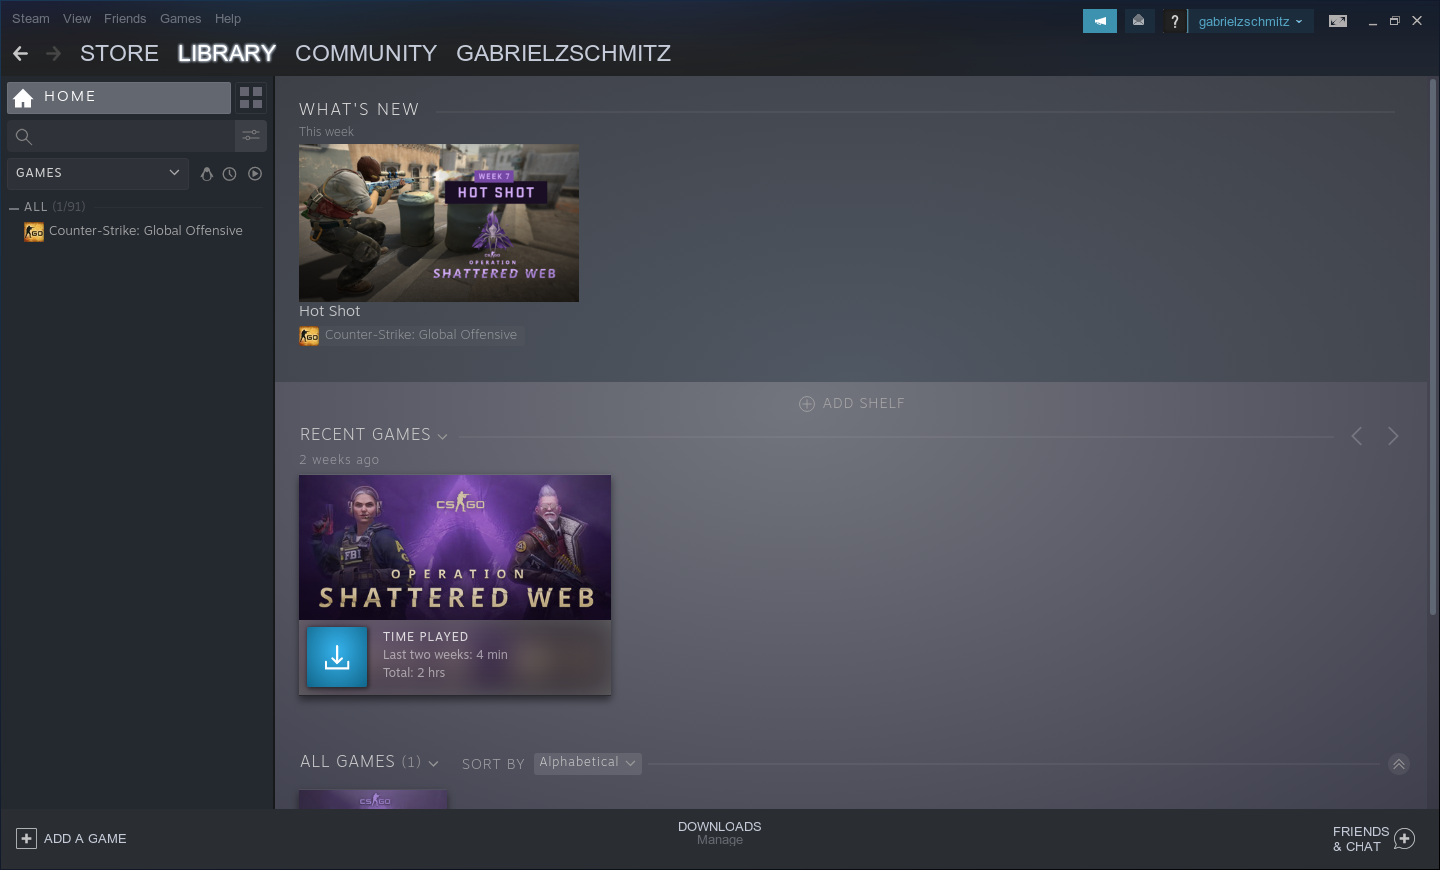 Steam View Friends Games Help
? gabrielzschmitz
STORE LIBRARY COMMUNITY GABRIELZSCHMITZ
HOME
GAMES
ALL (1/91)
Counter-Strike: Global Offensive
WHAT'S NEW
This week
WEEK 7
HOT SHOT
CS:GO
OPERATION
SHATTERED WEB
Hot Shot
Counter-Strike: Global Offensive
ADD SHELF
RECENT GAMES
2 weeks ago
CS GO
FBI
OPERATION
SHATTERED WEB
TIME PLAYED
Last two weeks: 4 min
Total: 2 hrs
ALL GAMES (1) SORT BY Alphabetical
CS GO
ADD A GAME
DOWNLOADS
Manage
FRIENDS
& CHAT